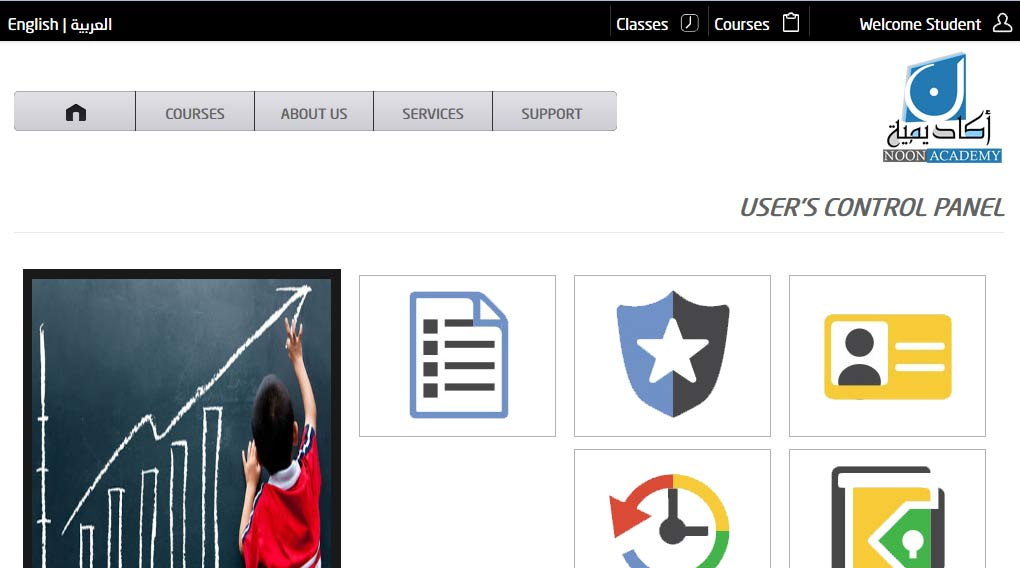 English | العربية
Classes
Courses
Welcome Student
COURSES
ABOUT US
SERVICES
SUPPORT
أكاديمية
NOON ACADEMY
USER'S CONTROL PANEL